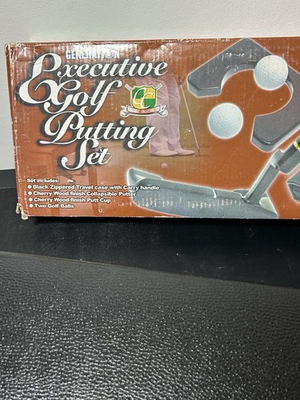 Executive
Golf
Putting
Set
Set includes:
● Black Zippered Travel case with Carry handle
● Cherry Wood finish Collapsible Putter
● Cherry Wood finish Putt Cup
● Two Golf Balls